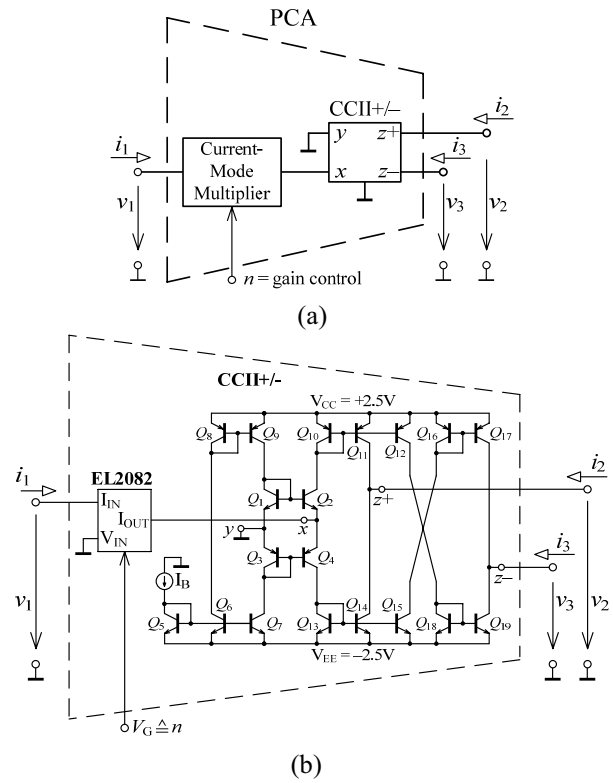 PCA
CCII+/–
i1
Current-
Mode
Multiplier
y
z+
x
z–
i2
i3
v1
v3
v2
n = gain control
(a)
CCII+/–
VCC = +2.5V
Q8
Q9
Q10
Q11
Q12
Q16
Q17
i1
EL2082
IIN
IOUT
VIN
Q1
Q2
y
x
z+
i2
Q3
Q4
IB
z–
i3
v1
Q5
Q6
Q7
Q13
Q14
Q15
Q18
Q19
v3
v2
VEE = –2.5V
VG ≙ n
(b)